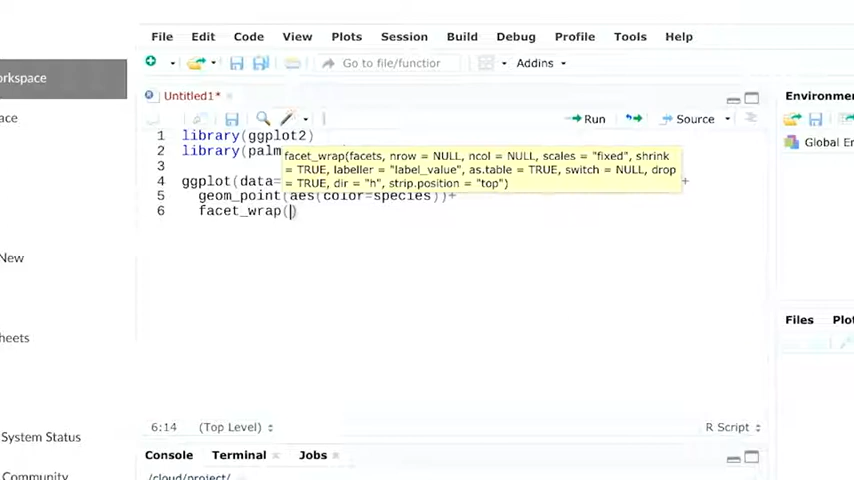 File Edit Code View Plots Session Build Debug Profile Tools Help
orkspace
Go to file/function Addins
Untitled1*
Environme
ace
Run Source
1 library(ggplot2)
Global En
2 library(palm
facet_wrap(facets, nrow = NULL, ncol = NULL, scales = "fixed", shrink
= TRUE, labeller = "label_value", as.table = TRUE, switch = NULL, drop
= TRUE, dir = "h", strip.position = "top")
3
4 ggplot(data= +
5 geom_point(aes(color=species))+
6 facet_wrap()
New
Files Plot
heets
6:14 (Top Level) R Script
System Status
Console Terminal Jobs
Community
/cloud/project/